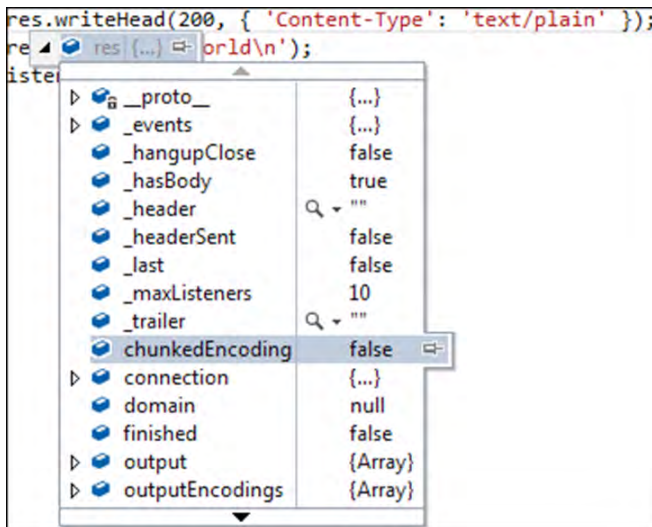 res.writeHead(200, { 'Content-Type': 'text/plain' });
re
res {...}
orld\n');
iste
__proto__ {...}
_events {...}
_hangupClose false
_hasBody true
_header ""
_headerSent false
_last false
_maxListeners 10
_trailer ""
chunkedEncoding false
connection {...}
domain null
finished false
output {Array}
outputEncodings {Array}